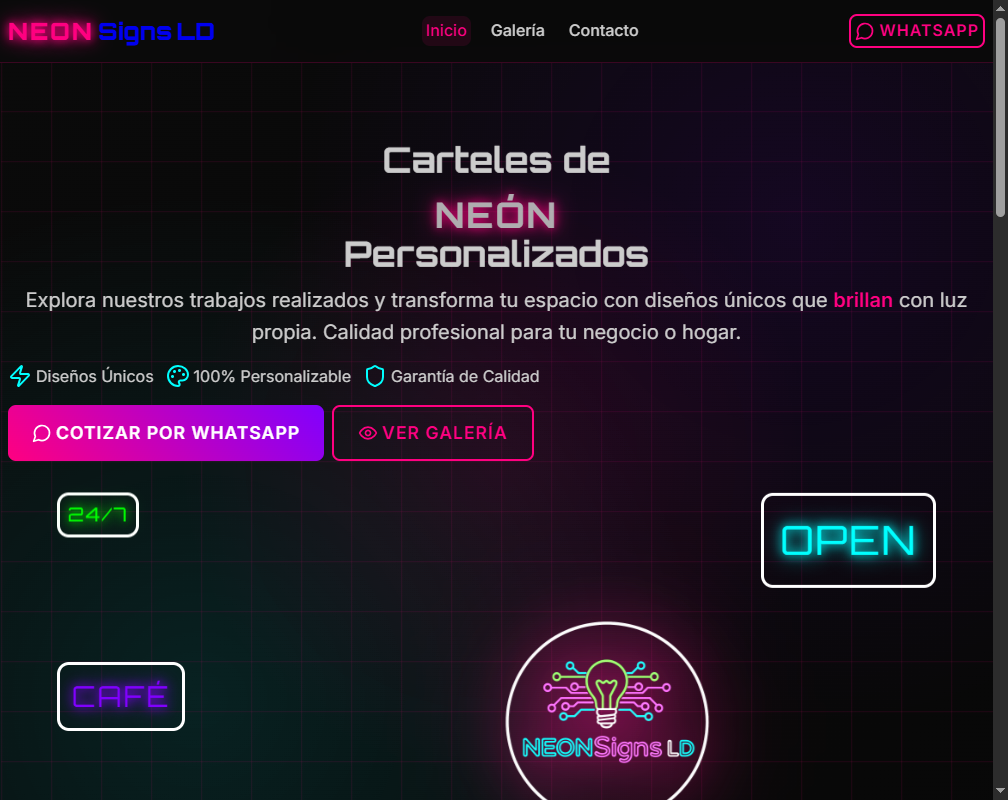 NEON Signs LD
Inicio Galería Contacto
WHATSAPP
Carteles de
NEÓN
Personalizados
Explora nuestros trabajos realizados y transforma tu espacio con diseños únicos que brillan con luz
propia. Calidad profesional para tu negocio o hogar.
Diseños Únicos 100% Personalizable Garantía de Calidad
COTIZAR POR WHATSAPP VER GALERÍA
24/7
OPEN
CAFÉ
NEONSigns LD